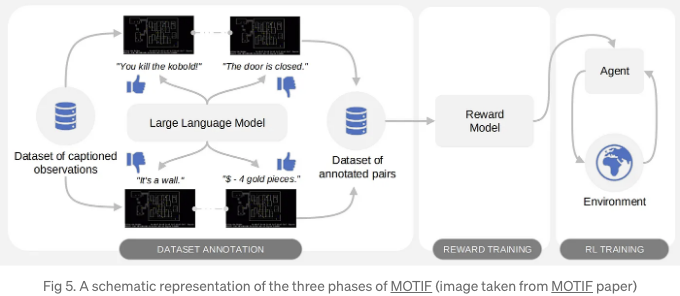 "You kill the kobold!"
"The door is closed."
Large Language Model
Dataset of captioned
observations
"It's a wall."
"$ - 4 gold pieces."
Dataset of
annotated pairs
DATASET ANNOTATION
Reward
Model
REWARD TRAINING
Agent
Environment
RL TRAINING
Fig 5. A schematic representation of the three phases of MOTIF (image taken from MOTIF paper)